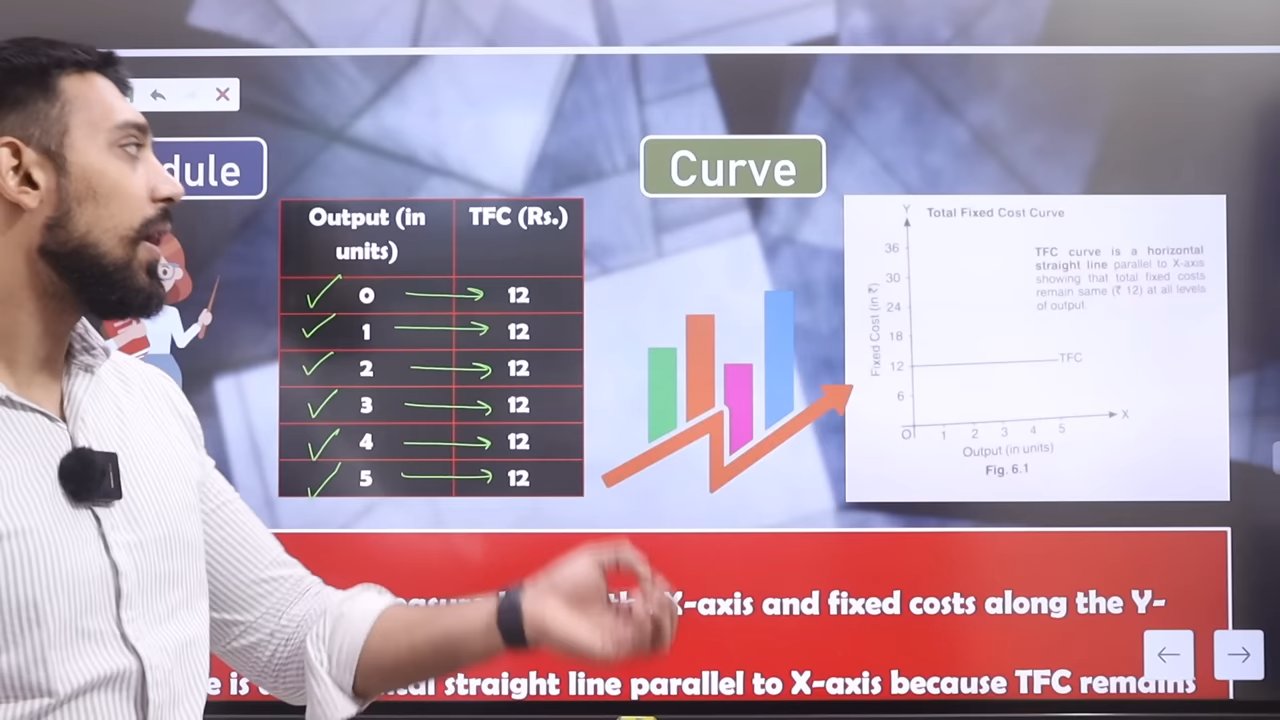 dule
Curve
Output (in
units)
TFC (Rs.)
0 12
1 12
2 12
3 12
4 12
5 12
Y
Total Fixed Cost Curve
TFC curve is a horizontal
straight line parallel to X-axis
showing that total fixed costs
remain same (₹ 12) at all levels
of output.
Fixed Cost (in ₹)
36
30
24
18
12
6
TFC
O
1 2 3 4 5
X
Output (in units)
Fig. 6.1
X-axis and fixed costs along the Y-
e is straight line parallel to X-axis because TFC remains